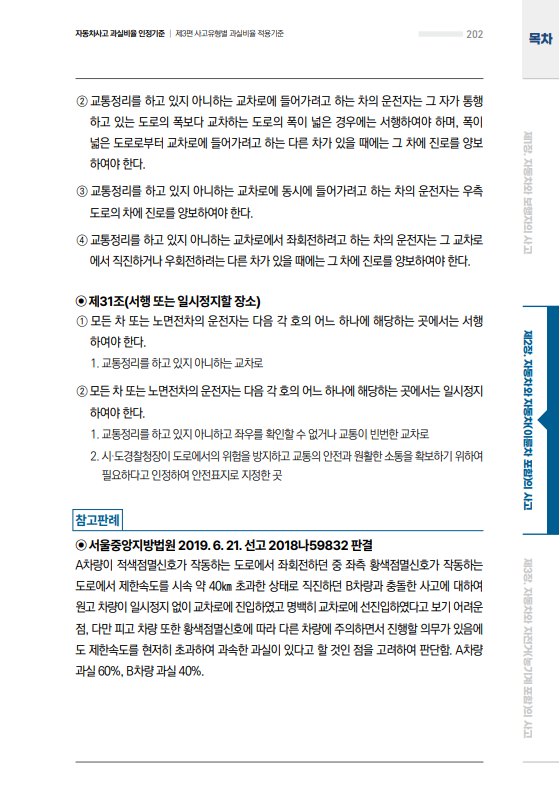 자동차사고 과실비율 인정기준 | 제3편 사고유형별 과실비율 적용기준
202
목차
② 교통정리를 하고 있지 아니하는 교차로에 들어가려고 하는 차의 운전자는 그 차가 통행
하고 있는 도로의 폭보다 교차하는 도로의 폭이 넓은 경우에는 서행하여야 하며, 폭이
넓은 도로로부터 교차로에 들어가려고 하는 다른 차가 있을 때에는 그 차에 진로를 양보
하여야 한다.
③ 교통정리를 하고 있지 아니하는 교차로에 동시에 들어가려고 하는 차의 운전자는 우측
도로의 차에 진로를 양보하여야 한다.
④ 교통정리를 하고 있지 아니하는 교차로에서 좌회전하려고 하는 차의 운전자는 그 교차로
에서 직진하거나 우회전하려는 다른 차가 있을 때에는 그 차에 진로를 양보하여야 한다.
◉ 제31조(서행 또는 일시정지할 장소)
① 모든 차 또는 노면전차의 운전자는 다음 각 호의 어느 하나에 해당하는 곳에서는 서행
하여야 한다.
1. 교통정리를 하고 있지 아니하는 교차로
② 모든 차 또는 노면전차의 운전자는 다음 각 호의 어느 하나에 해당하는 곳에서는 일시정지
하여야 한다.
1. 교통정리를 하고 있지 아니하고 좌우를 확인할 수 없거나 교통이 빈번한 교차로
2. 시·도경찰청장이 도로에서의 위험을 방지하고 교통의 안전과 원활한 소통을 확보하기 위하여
필요하다고 인정하여 안전표지로 지정한 곳
참고판례
◉ 서울중앙지방법원 2019. 6. 21. 선고 2018나59832 판결
A차량이 적색점멸신호가 작동하는 도로에서 좌회전하던 중 좌측 황색점멸신호가 작동하는
도로에서 제한속도를 시속 약 40㎞ 초과한 상태로 직진하던 B차량과 충돌한 사고에 대하여
원고 차량이 일시정지 없이 교차로에 진입하였고 명백히 교차로에 선진입하였다고 보기 어려운
점, 다만 피고 차량 또한 황색점멸신호에 따라 다른 차량에 주의하면서 진행할 의무가 있음에
도 제한속도를 현저히 초과하여 과속한 과실이 있다고 할 것인 점을 고려하여 판단함. A차량
과실 60%, B차량 과실 40%.
제1장. 자동차와 보행자의 사고
제2장. 자동차와 자동차(이륜차 포함)의 사고
제3장. 자동차와 자전거(농기계 포함)의 사고